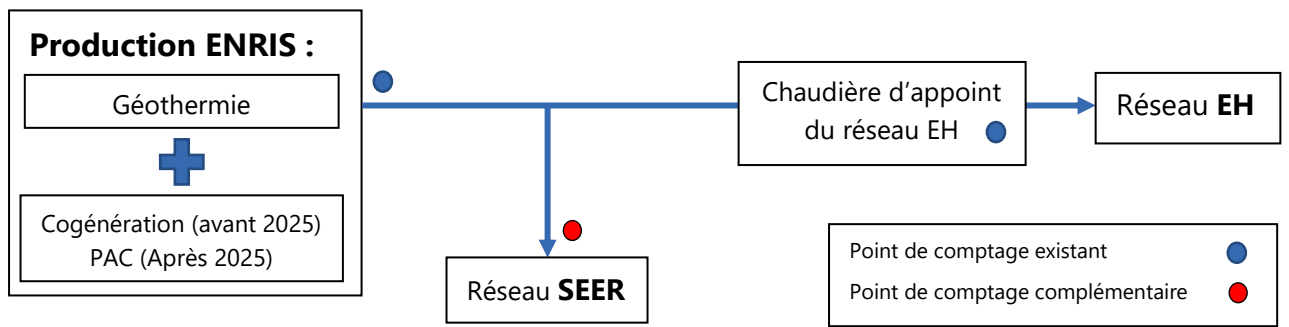 Production ENRIS :
Géothermie
Cogénération (avant 2025)
PAC (Après 2025)
Chaudière d’appoint
du réseau EH
Réseau EH
Réseau SEER
Point de comptage existant
Point de comptage complémentaire